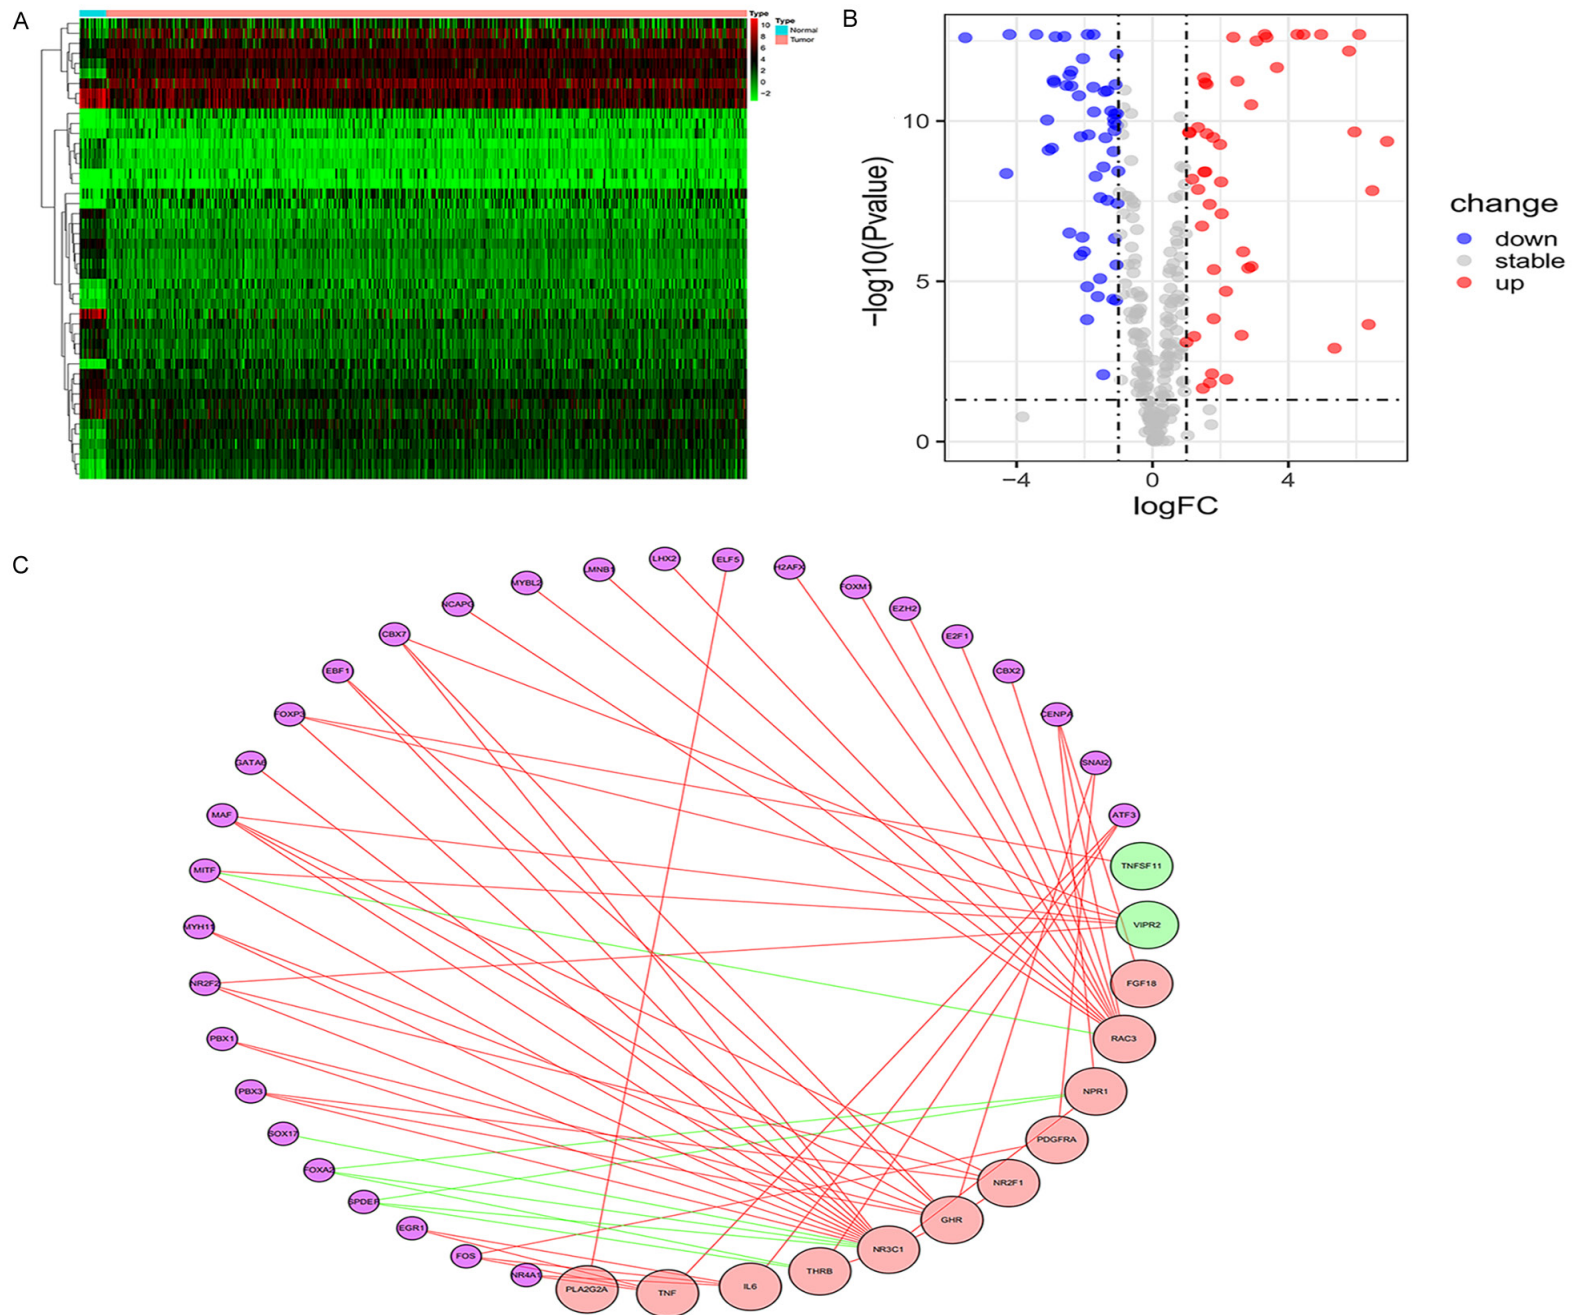 A
Type
10
8
6
4
2
0
−2
Type
Normal
Tumor
B
−log10(Pvalue)
10
5
0
−4
0
4
logFC
change
down
stable
up
C
LHX2
ELF5
H2AFX
LMNB1
MYBL2
FOXM1
NCAPG
EZH2
CBX7
E2F1
EBF1
CBX2
FOXP3
CENPA
GATA6
SNAI2
MAF
ATF3
MITF
TNFSF11
MYH11
VIPR2
NR2F2
FGF18
PBX1
RAC3
PBX3
NPR1
SOX17
PDGFRA
FOXA2
NR2F1
SPDEF
GHR
EGR1
NR3C1
FOS
THRB
NR4A1
IL6
PLA2G2A
TNF